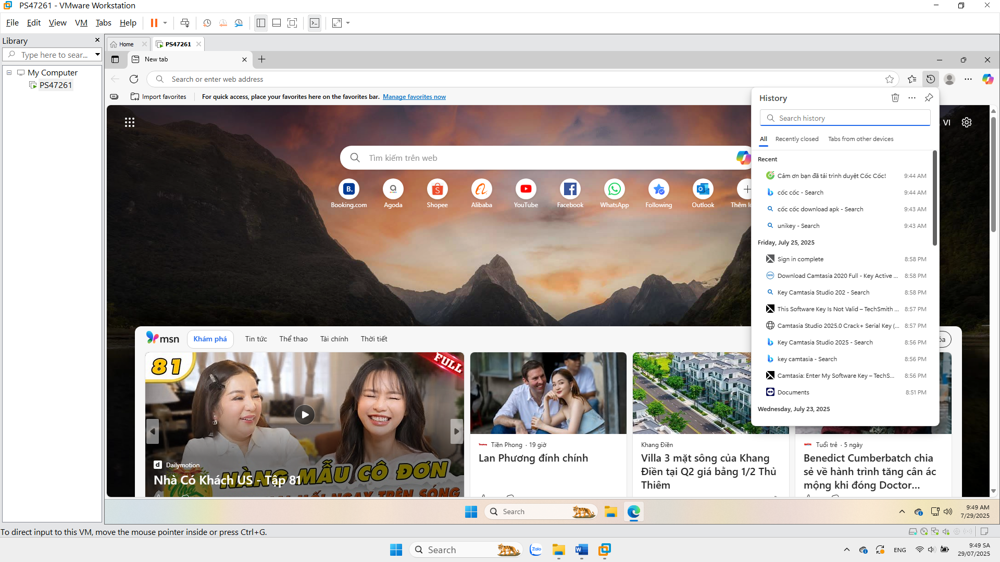 PS47261 - VMware Workstation
File Edit View VM Tabs Help
Library
Type here to sear...
My Computer
PS47261
Home
PS47261
New tab
Search or enter web address
Import favorites
For quick access, place your favorites here on the favorites bar. Manage favorites now
VI
Tìm kiếm trên web
Booking.com
Agoda
Shopee
Alibaba
YouTube
Facebook
WhatsApp
Following
Outlook
History
Search history
All Recently closed Tabs from other devices
Recent
Cảm ơn bạn đã tải trình duyệt Cốc Cốc! 9:44 AM
cốc cốc - Search 9:44 AM
cốc cốc download apk - Search 9:43 AM
unikey - Search 9:43 AM
Friday, July 25, 2025
Sign in complete 8:58 PM
Download Camtasia 2020 Full - Key Active ... 8:58 PM
Key Camtasia Studio 202 - Search 8:58 PM
This Software Key Is Not Valid – TechSmith ... 8:57 PM
Camtasia Studio 2025.0 Crack+ Serial Key (... 8:57 PM
Key Camtasia Studio 2025 - Search 8:56 PM
key camtasia - Search 8:56 PM
Camtasia: Enter My Software Key – TechS... 8:56 PM
Documents 8:51 PM
Wednesday, July 23, 2025
msn
Khám phá
Tin tức
Thể thao
Tài chính
Thời tiết
81
FULL
Dailymotion
Nhà Có Khách US - Tập 81
NÀNG MẪU CÔ ĐƠN
Tiền Phong · 19 giờ
Lan Phương đính chính
Khang Điền
Villa 3 mặt sông của Khang
Điền tại Q2 giá bằng 1/2 Thủ
Thiêm
Tuổi trẻ · 5 ngày
Benedict Cumberbatch chia
sẻ về hành trình tăng cân ác
mộng khi đóng Doctor...
Search
9:49 AM
7/29/2025
To direct input to this VM, move the mouse pointer inside or press Ctrl+G.
Search
Zalo
ENG
9:49 SA
29/07/2025